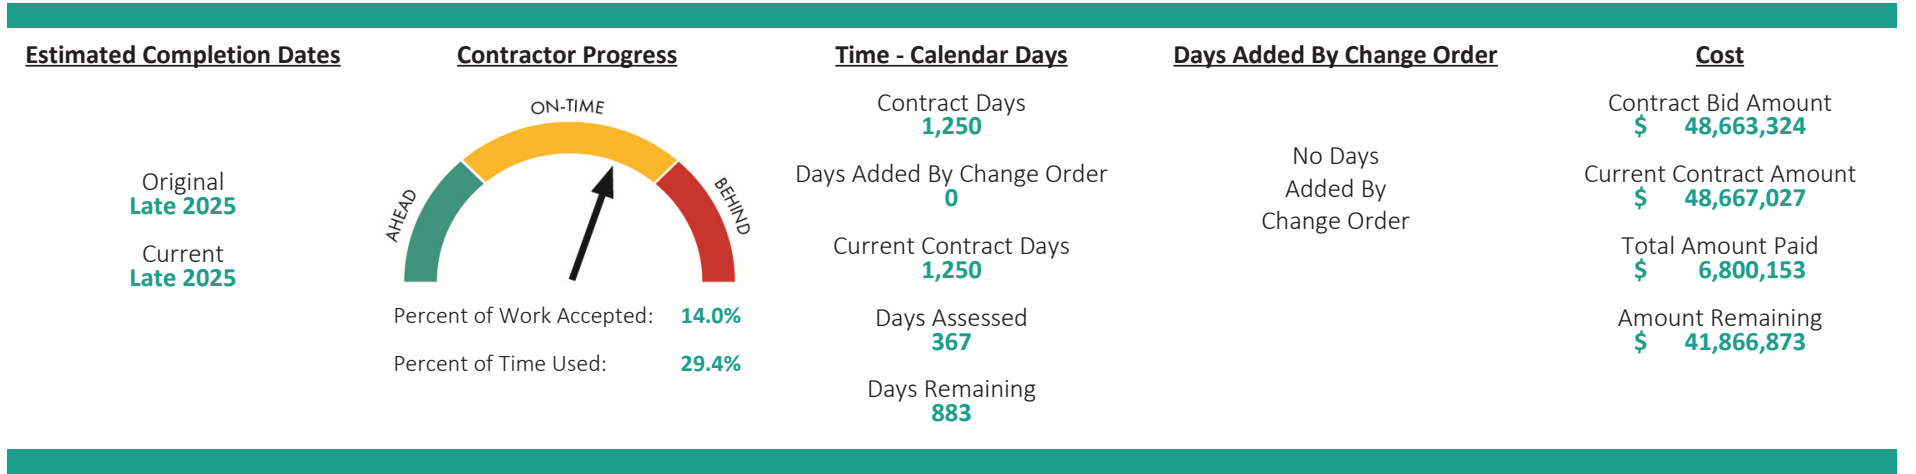 Estimated Completion Dates
Original
Late 2025
Current
Late 2025
Contractor Progress
ON-TIME
AHEAD
BEHIND
Percent of Work Accepted: 14.0%
Percent of Time Used: 29.4%
Time - Calendar Days
Contract Days
1,250
Days Added By Change Order
0
Current Contract Days
1,250
Days Assessed
367
Days Remaining
883
Days Added By Change Order
No Days
Added By
Change Order
Cost
Contract Bid Amount
$ 48,663,324
Current Contract Amount
$ 48,667,027
Total Amount Paid
$ 6,800,153
Amount Remaining
$ 41,866,873